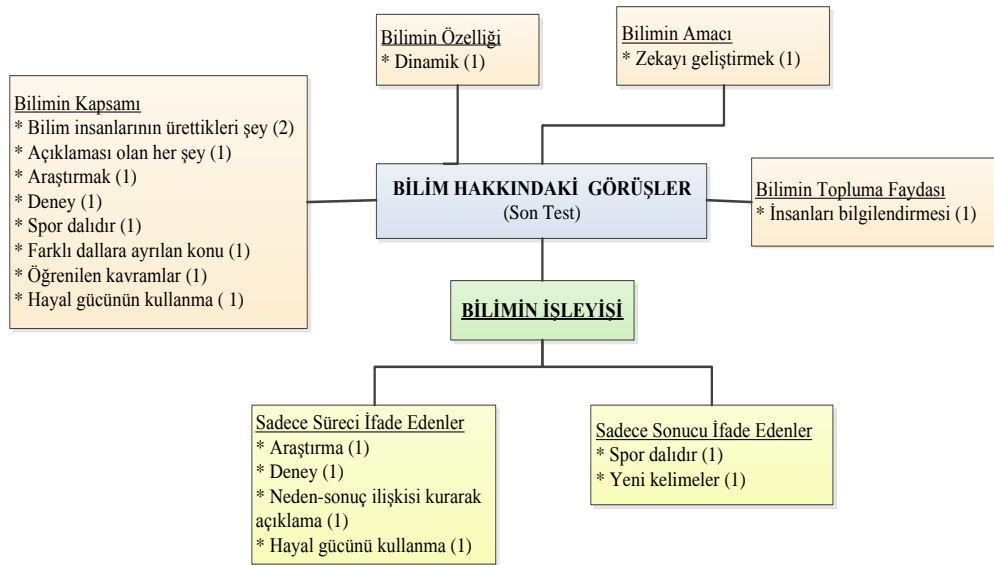 Bilimin Özelliği
* Dinamik (1)
Bilimin Amacı
* Zekayı geliştirmek (1)
Bilimin Kapsamı
* Bilim insanlarının ürettikleri şey (2)
* Açıklaması olan her şey (1)
* Araştırmak (1)
* Deney (1)
* Spor dalıdır (1)
* Farklı dallara ayrılan konu (1)
* Öğrenilen kavramlar (1)
* Hayal gücünün kullanma ( 1)
BİLİM HAKKINDAKİ GÖRÜŞLER
(Son Test)
Bilimin Topluma Faydası
* İnsanları bilgilendirmesi (1)
BİLİMİN İŞLEYİŞİ
Sadece Süreci İfade Edenler
* Araştırma (1)
* Deney (1)
* Neden-sonuç ilişkisi kurarak
açıklama (1)
* Hayal gücünü kullanma (1)
Sadece Sonucu İfade Edenler
* Spor dalıdır (1)
* Yeni kelimeler (1)